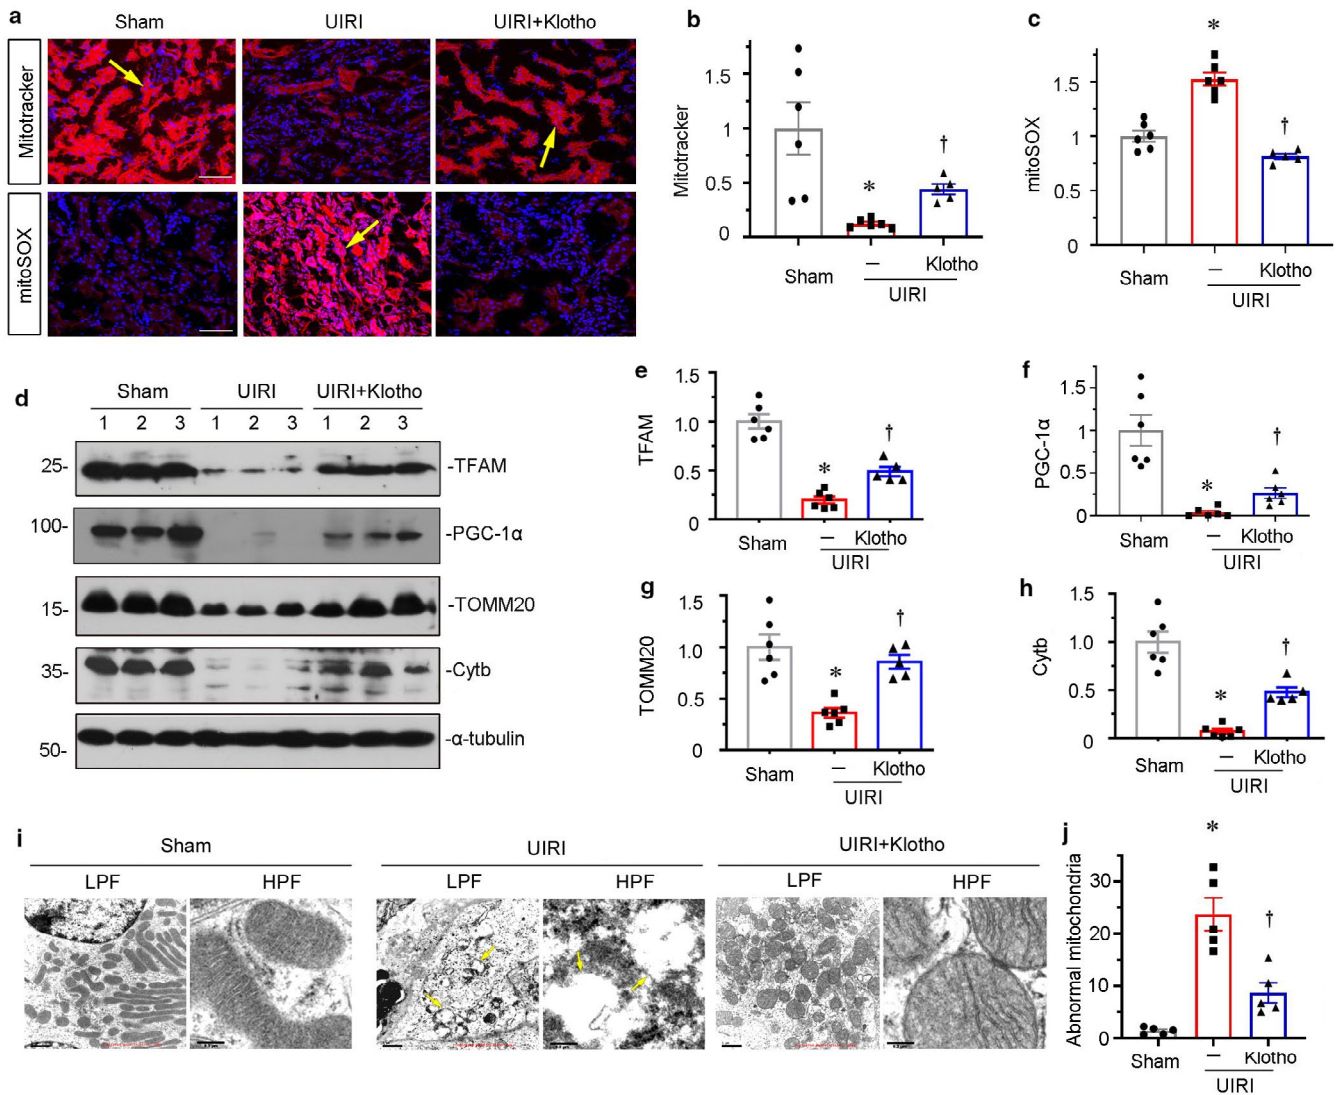 a
Sham UIRI UIRI+Klotho
Mitotracker
mitoSOX
b
Mitotracker
1.5
1
0.5
0
* †
Sham – Klotho
UIRI
c
mitoSOX
1.5
1
0.5
0
* †
Sham – Klotho
UIRI
d
Sham UIRI UIRI+Klotho
1 2 3 1 2 3 1 2 3
25- -TFAM
100- -PGC-1α
15- -TOMM20
35- -Cytb
50- -α-tubulin
e
TFAM
1.5
1.0
0.5
0
* †
Sham – Klotho
UIRI
f
PGC-1α
1.5
1
0.5
0
* †
Sham – Klotho
UIRI
g
TOMM20
1.5
1.0
0.5
0
* †
Sham – Klotho
UIRI
h
Cytb
1.5
1.0
0.5
0
* †
Sham – Klotho
UIRI
i
Sham UIRI UIRI+Klotho
LPF HPF LPF HPF LPF HPF
j
Abnormal mitochondria
30
20
10
0
* †
Sham – Klotho
UIRI